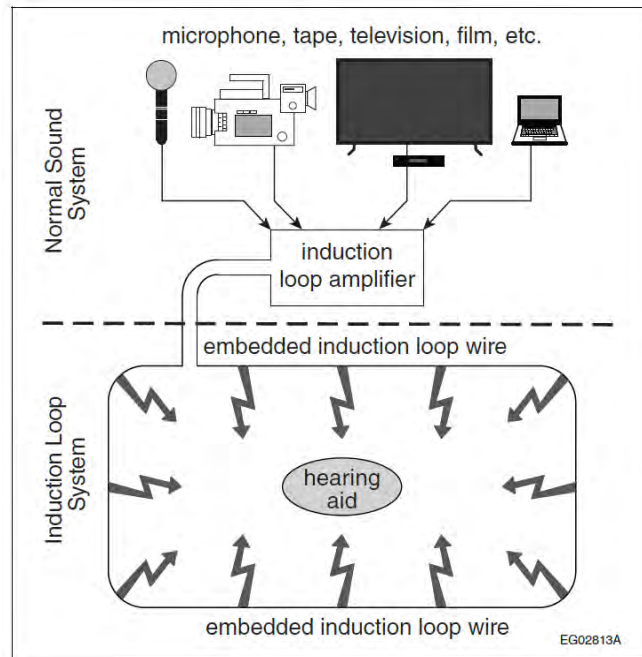 microphone, tape, television, film, etc.
Normal Sound
System
induction
loop amplifier
embedded induction loop wire
Induction Loop
System
hearing
aid
embedded induction loop wire
EG02813A